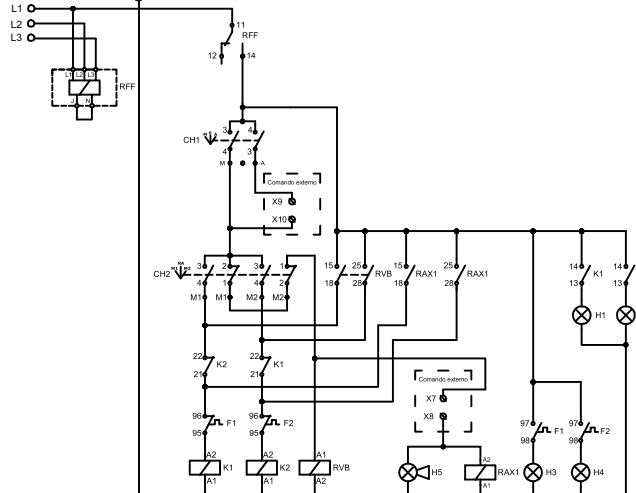 L1
L2
L3
11
RFF
12
14
L1 L2 L3
RFF
J N
3 4
CH1
M A
4 3
M A
Comando externo
X9
X10
RA
M1 M2
CH2
3 2 3 1
4 1 4 2
M1 M1 M2 M2
15 25
RVB
18 28
15
RAX1
18
25
RAX1
28
14
K1
13
14
13
H1
22
K2
21
22
K1
21
Comando externo
X7
X8
96
F1
95
96
F2
95
97
F1
98
97
F2
98
A2
K1
A1
A2
K2
A1
A1
RVB
A2
H5
A2
RAX1
A1
H3
H4